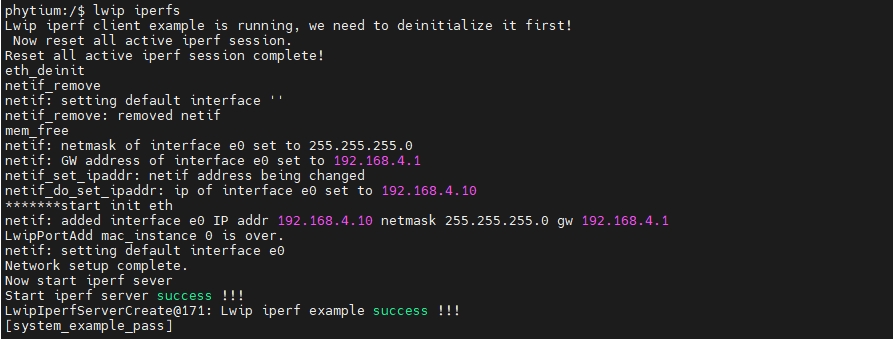 phytium:/$ lwip iperfs
Lwip iperf client example is running, we need to deinitialize it first!
 Now reset all active iperf session.
Reset all active iperf session complete!
eth_deinit
netif_remove
netif: setting default interface ''
netif_remove: removed netif
mem_free
netif: netmask of interface e0 set to 255.255.255.0
netif: GW address of interface e0 set to 192.168.4.1
netif_set_ipaddr: netif address being changed
netif_do_set_ipaddr: ip of interface e0 set to 192.168.4.10
*******start init eth
netif: added interface e0 IP addr 192.168.4.10 netmask 255.255.255.0 gw 192.168.4.1
LwipPortAdd mac_instance 0 is over.
netif: setting default interface e0
Network setup complete.
Now start iperf sever
Start iperf server success !!!
LwipIperfServerCreate@171: Lwip iperf example success !!!
[system_example_pass]